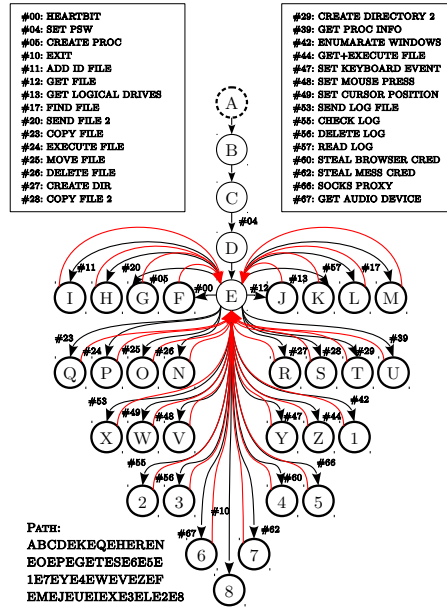 #00: HEARTBIT
#04: SET PSW
#05: CREATE PROC
#10: EXIT
#11: ADD ID FILE
#12: GET FILE
#13: GET LOGICAL DRIVES
#17: FIND FILE
#20: SEND FILE 2
#23: COPY FILE
#24: EXECUTE FILE
#25: MOVE FILE
#26: DELETE FILE
#27: CREATE DIR
#28: COPY FILE 2
#29: CREATE DIRECTORY 2
#39: GET PROC INFO
#42: ENUMARATE WINDOWS
#44: GET+EXECUTE FILE
#47: SET KEYBOARD EVENT
#48: SET MOUSE PRESS
#49: SET CURSOR POSITION
#53: SEND LOG FILE
#55: CHECK LOG
#56: DELETE LOG
#57: READ LOG
#60: STEAL BROWSER CRED
#62: STEAL MESS CRED
#66: SOCKS PROXY
#67: GET AUDIO DEVICE
A
B
C
#04
D
#11 #20 #05 #00 #12 #13 #57 #17
I H G F E J K L M
#23 #24 #25 #26 #27 #28 #29 #39
Q P O N R S T U
#53 #49 #48 #47 #44 #42
X W V Y Z 1
#55 #56 #60 #66
2 3 4 5
#67 #10 #62
6 7
8
PATH:
ABCDEKEQEHEREN
EOEPEGETESE6E5E
1E7EYE4EWEVEZEF
EMEJEUEIEXE3ELE2E8